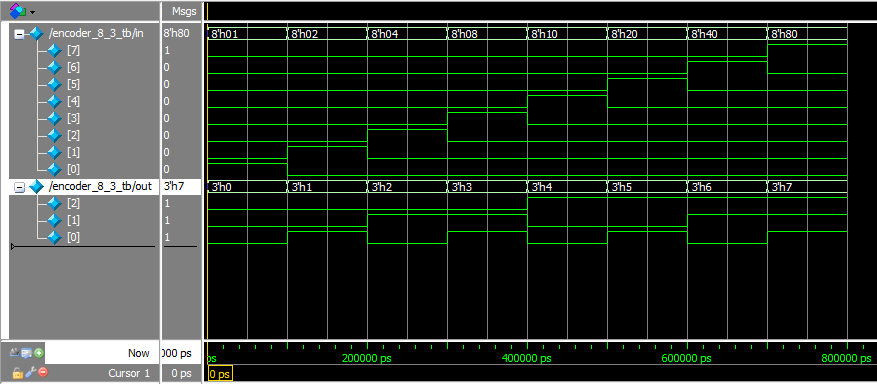 Msgs
/encoder_8_3_tb/in 8'h80 8'h01 8'h02 8'h04 8'h08 8'h10 8'h20 8'h40 8'h80
[7] 1
[6] 0
[5] 0
[4] 0
[3] 0
[2] 0
[1] 0
[0] 0
/encoder_8_3_tb/out 3'h7 3'h0 3'h1 3'h2 3'h3 3'h4 3'h5 3'h6 3'h7
[2] 1
[1] 1
[0] 1
Now 000 ps ps 200000 ps 400000 ps 600000 ps 800000 ps
Cursor 1 0 ps 0 ps